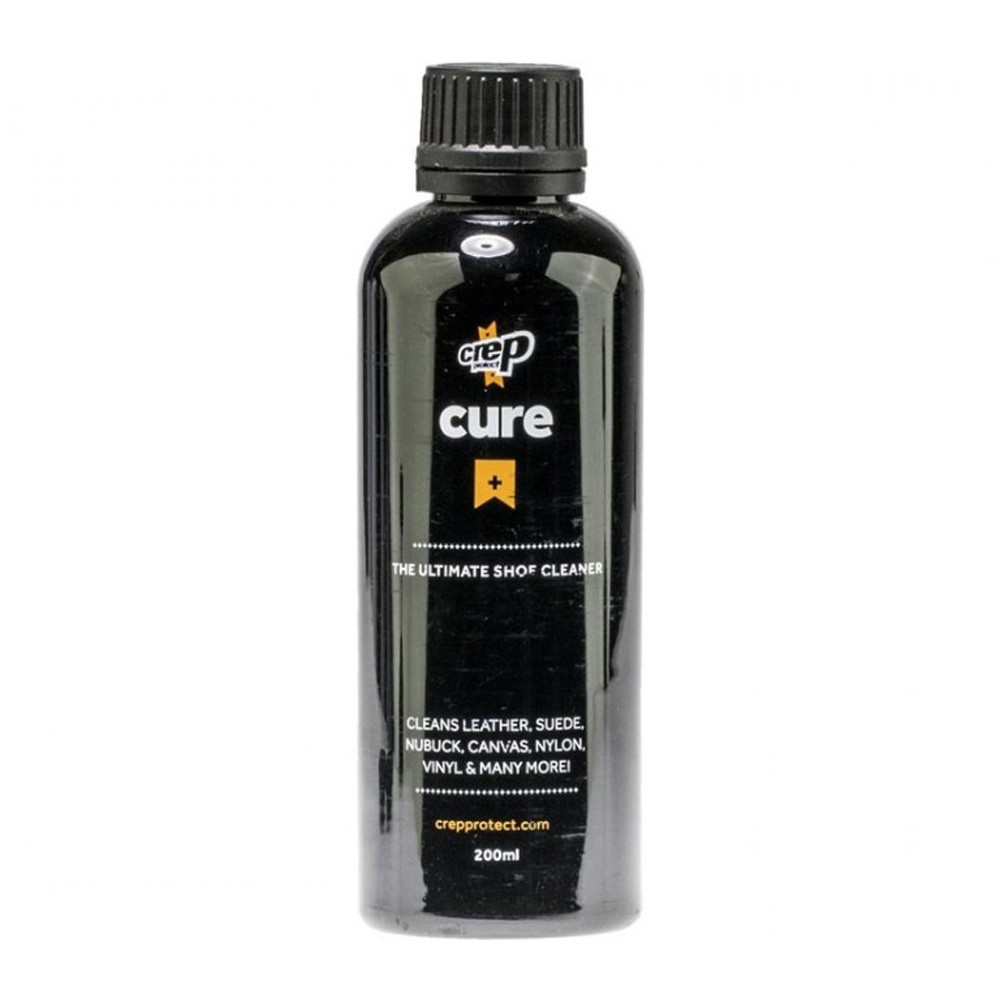 crep
protect
cure
+
THE ULTIMATE SHOE CLEANER
CLEANS LEATHER, SUEDE,
NUBUCK, CANVAS, NYLON,
VINYL & MANY MORE!
crepprotect.com
200ml